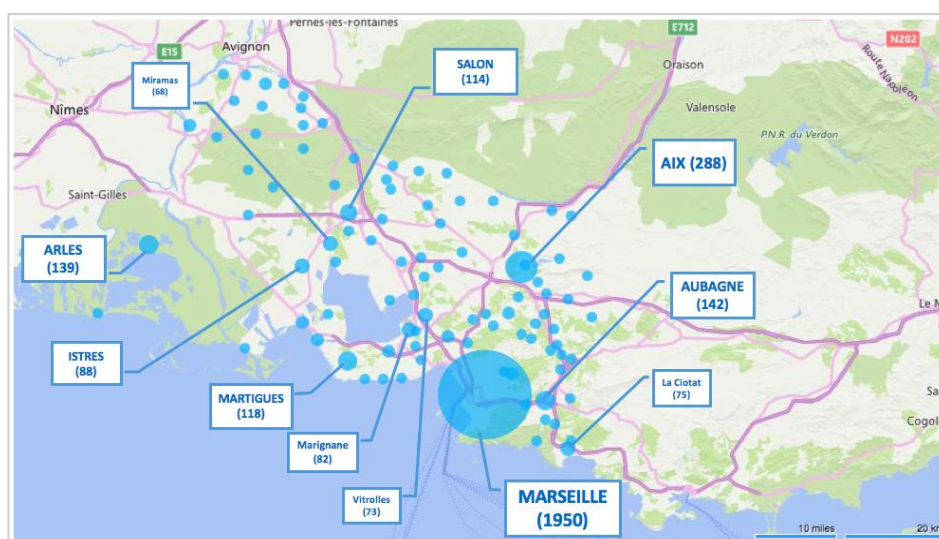 Pernes-les-Fontaines
E712
E15
Avignon
N202
Route Napoléon
Oraison
SALON
(114)
Miramas
(68)
Nîmes
Valensole
P.N.R. du Verdon
AIX (288)
Saint-Gilles
ARLES
(139)
AUBAGNE
(142)
Le
ISTRES
(88)
MARTIGUES
(118)
La Ciotat
(75)
Sa
Cogol
Marignane
(82)
Vitrolles
(73)
MARSEILLE
(1950)
10 miles
20 k